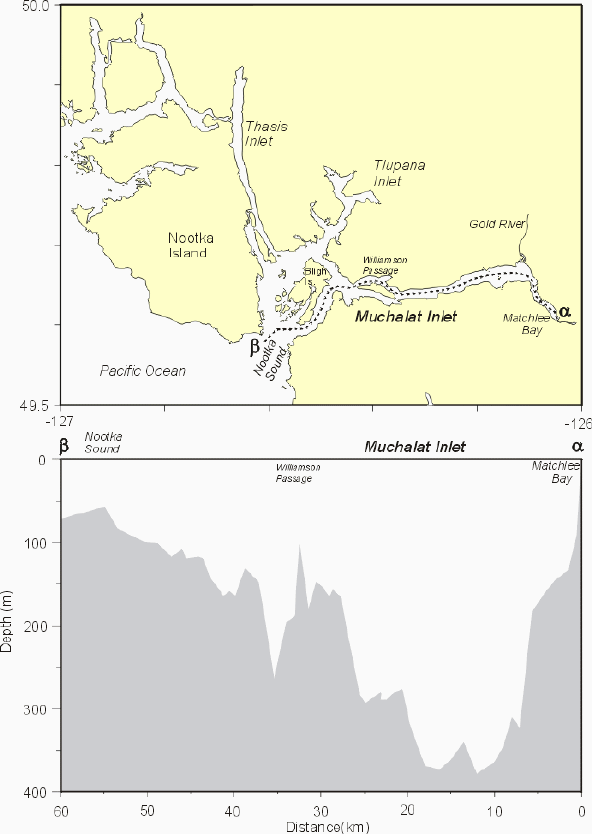 50.0
Thasis
Inlet
Tlupana
Inlet
Gold River
Nootka
Island
Williamson
Passage
Bligh
I.
Muchalat Inlet
α
Matchlee
Bay
β
Nootka
Sound
Pacific Ocean
49.5
-127
-126
β
Nootka
Sound
Muchalat Inlet
α
0
Williamson
Passage
Matchlee
Bay
100
200
300
400
Depth (m)
60
50
40
30
20
10
0
Distance(km)